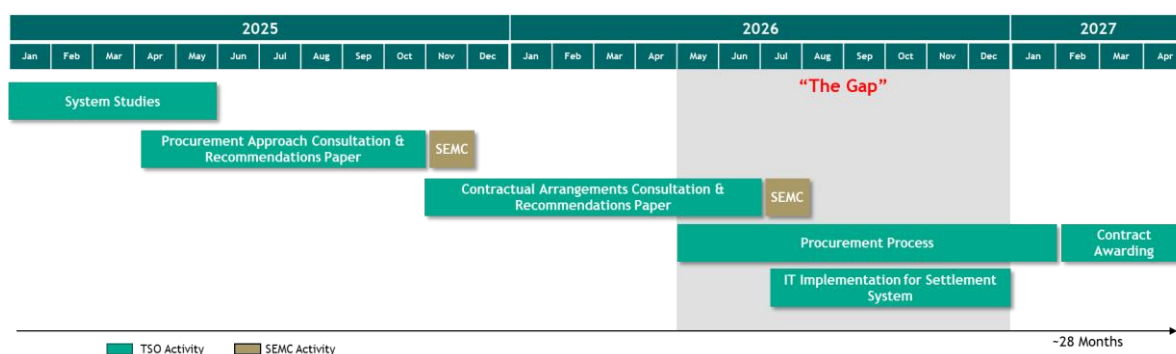 2025 2026 2027
Jan Feb Mar Apr May Jun Jul Aug Sep Oct Nov Dec Jan Feb Mar Apr May Jun Jul Aug Sep Oct Nov Dec Jan Feb Mar Apr
“The Gap”
System Studies
Procurement Approach Consultation &
Recommendations Paper
SEMC
Contractual Arrangements Consultation &
Recommendations Paper
SEMC
Procurement Process
Contract
Awarding
IT Implementation for Settlement
System
~28 Months
TSO Activity
SEMC Activity